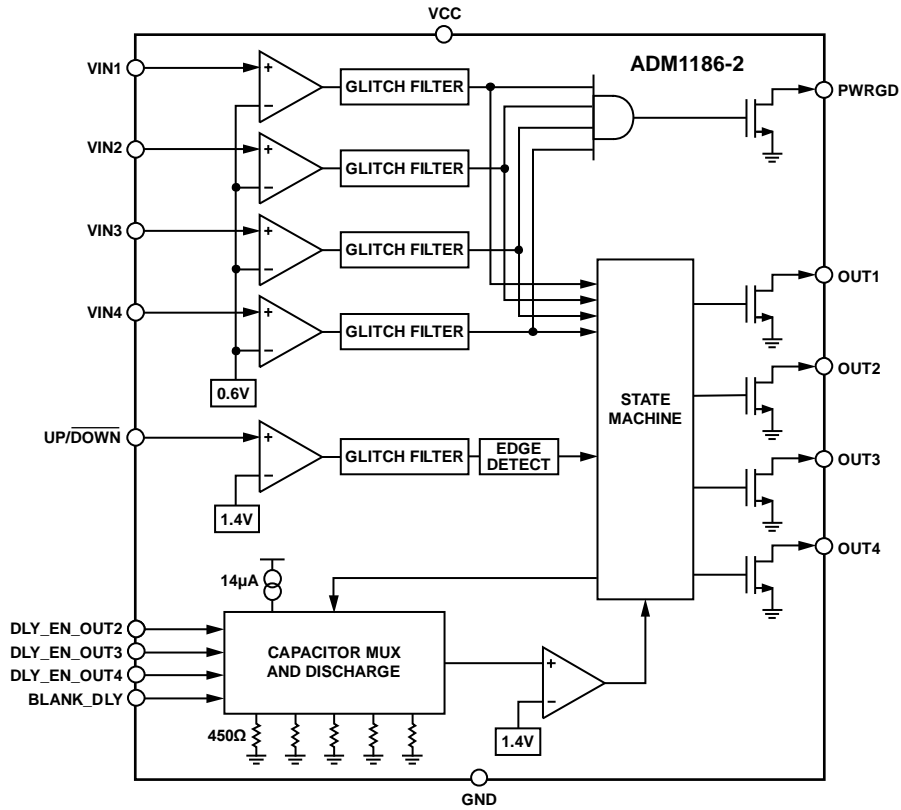 VCC
ADM1186-2
VIN1
+
−
GLITCH FILTER
PWRGD
VIN2
+
−
GLITCH FILTER
VIN3
+
−
GLITCH FILTER
OUT1
VIN4
+
−
GLITCH FILTER
OUT2
0.6V
STATE
MACHINE
UP/DOWN
+
−
GLITCH FILTER
EDGE
DETECT
OUT3
1.4V
OUT4
14µA
DLY_EN_OUT2
DLY_EN_OUT3
DLY_EN_OUT4
BLANK_DLY
CAPACITOR MUX
AND DISCHARGE
+
−
450Ω
1.4V
GND